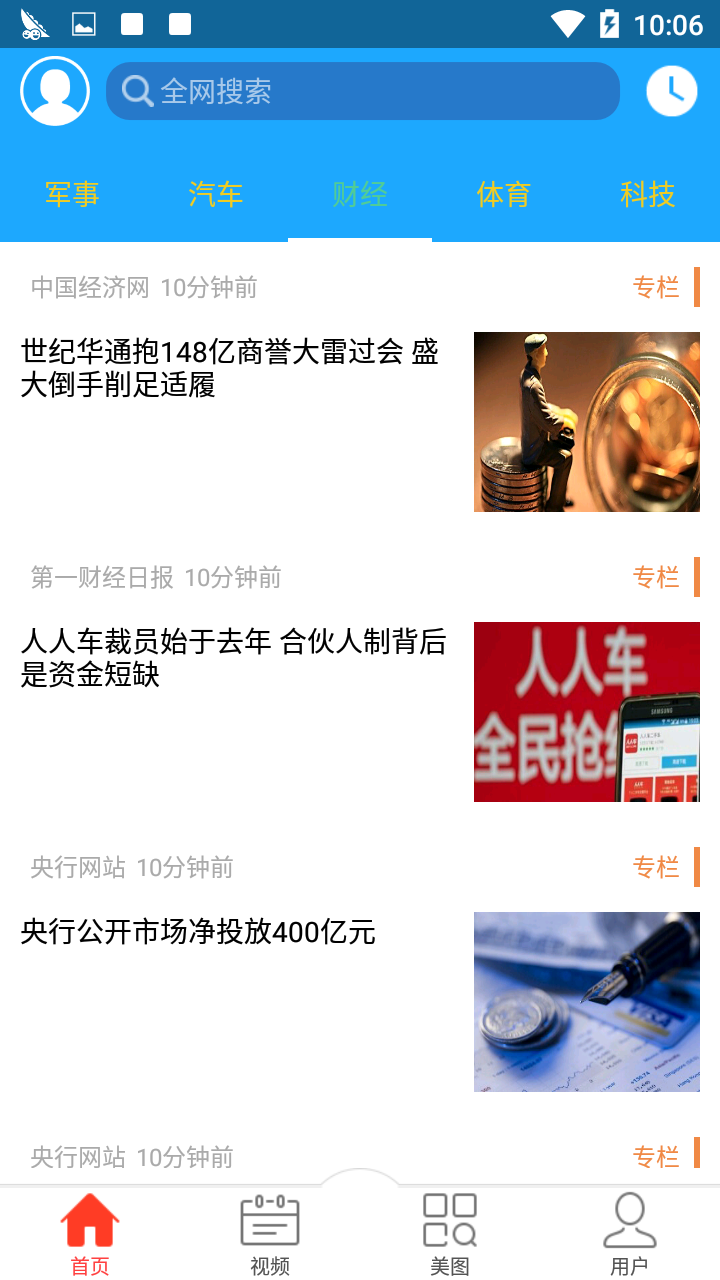 10:06
全网搜索
军事 汽车 财经 体育 科技
中国经济网 10分钟前 专栏
世纪华通抱148亿商誉大雷过会 盛
大倒手削足适履
第一财经日报 10分钟前 专栏
人人车裁员始于去年 合伙人制背后
是资金短缺
人人车
全民抢
SAMSUNG
央行网站 10分钟前 专栏
央行公开市场净投放400亿元
VISA
央行网站 10分钟前 专栏
首页 视频 美图 用户